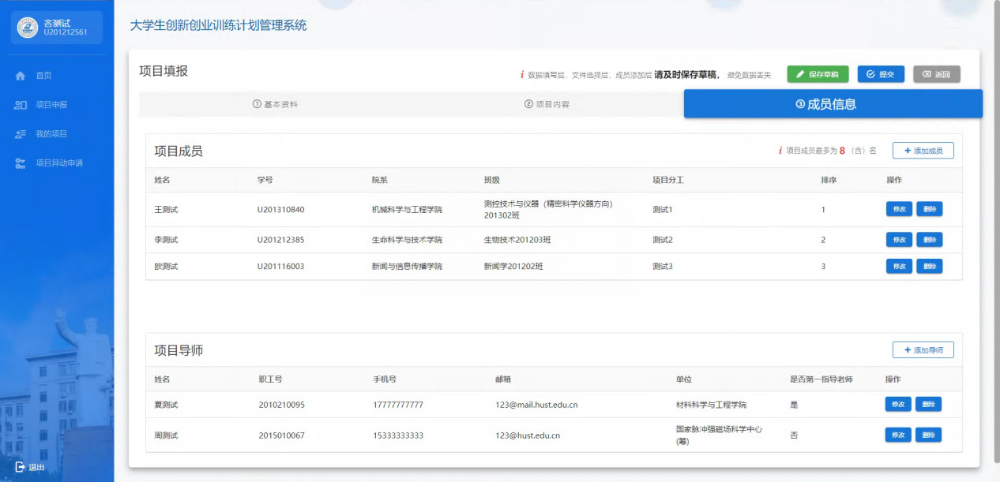 吝测试
U201212561
首页
项目申报
我的项目
项目异动申请
退出
大学生创新创业训练计划管理系统
项目填报
i 数据填写后，文件选择后，成员添加后 请及时保存草稿， 避免数据丢失
保存草稿 提交 返回
①基本资料 ②项目内容 ③成员信息
项目成员 i 项目成员最多为 8 （含）名 + 添加成员
姓名 学号 院系 班级 项目分工 排序 操作
王测试 U201310840 机械科学与工程学院 测控技术与仪器（精密科学仪器方向） 测试1 1 修改 删除
201302班
李测试 U201212385 生命科学与技术学院 生物技术201203班 测试2 2 修改 删除
欧测试 U201116003 新闻与信息传播学院 新闻学201202班 测试3 3 修改 删除
项目导师 + 添加导师
姓名 职工号 手机号 邮箱 单位 是否第一指导老师 操作
夏测试 2010210095 17777777777 123@mail.hust.edu.cn 材料科学与工程学院 是 修改 删除
周测试 2015010067 15333333333 123@hust.edu.cn 国家脉冲强磁场科学中心 否 修改 删除
(筹)